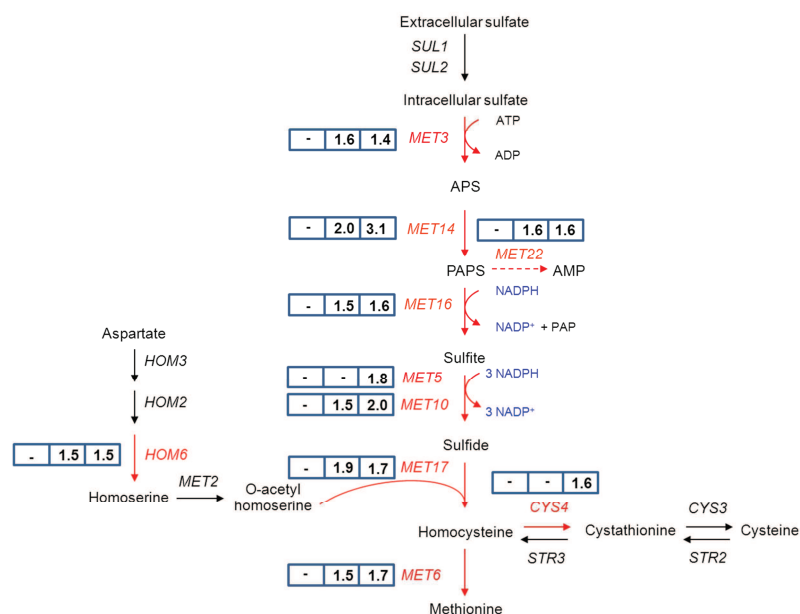 Extracellular sulfate
SUL1
SUL2
Intracellular sulfate
ATP
- 1.6 1.4 MET3
ADP
APS
- 2.0 3.1 MET14
- 1.6 1.6
MET22
PAPS AMP
NADPH
- 1.5 1.6 MET16
NADP+ + PAP
Aspartate
HOM3
Sulfite
- - 1.8 MET5
3 NADPH
HOM2
- 1.5 2.0 MET10
3 NADP+
Sulfide
- 1.5 1.5 HOM6
- 1.9 1.7 MET17
MET2
- - 1.6
Homoserine
O-acetyl
homoserine
CYS4
CYS3
Homocysteine Cystathionine Cysteine
STR3
STR2
- 1.5 1.7 MET6
Methionine